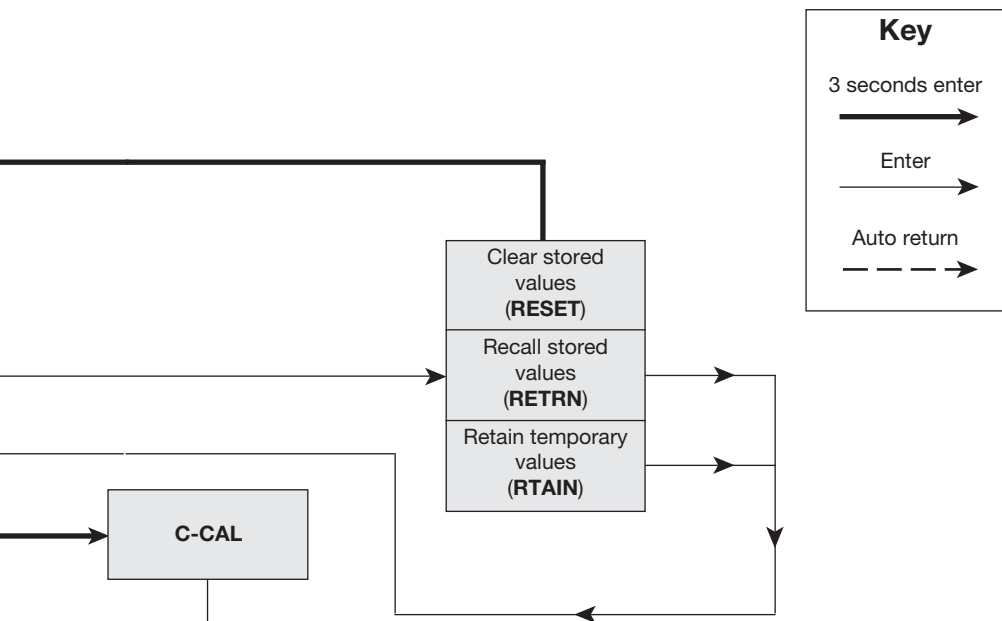 Key
3 seconds enter
Enter
Auto return
Clear stored
values
(RESET)
Recall stored
values
(RETRN)
Retain temporary
values
(RTAIN)
C-CAL